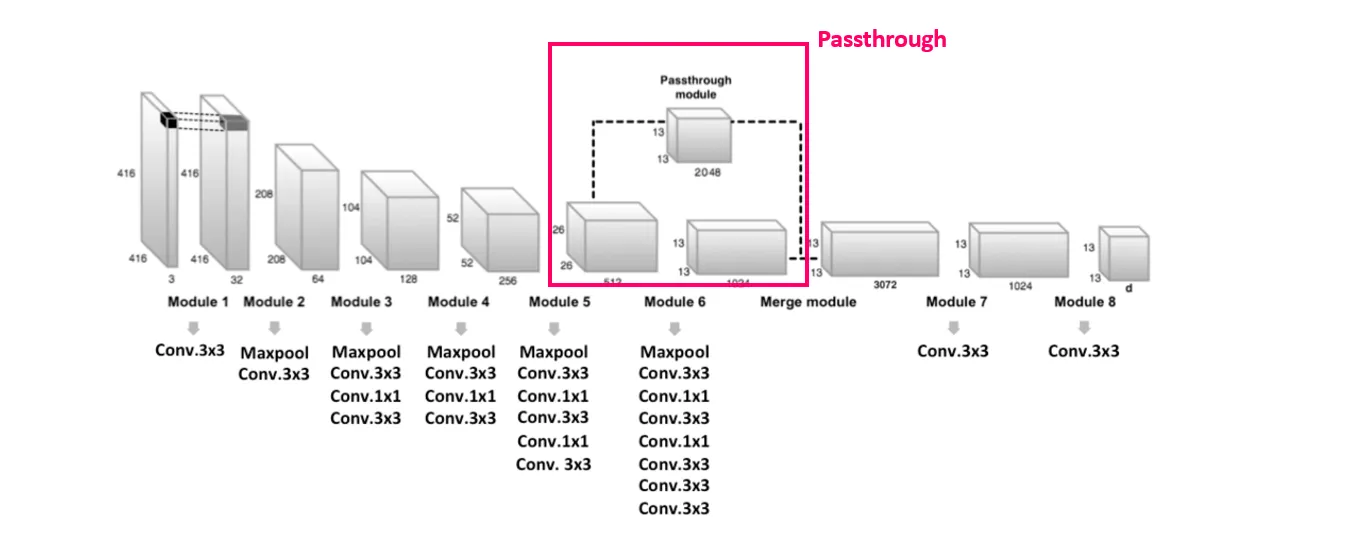 Passthrough
Passthrough
module
13
13
2048
416
416
3
416
416
32
208
208
64
104
104
128
52
52
256
26
26
512
13
13
1024
13
13
3072
13
13
1024
13
13
d
Module 1
Module 2
Module 3
Module 4
Module 5
Module 6
Merge module
Module 7
Module 8
Conv.3x3
Maxpool
Conv.3x3
Maxpool
Conv.3x3
Conv.1x1
Conv.3x3
Maxpool
Conv.3x3
Conv.1x1
Conv.3x3
Maxpool
Conv.3x3
Conv.1x1
Conv.3x3
Conv.1x1
Conv. 3x3
Maxpool
Conv.3x3
Conv.1x1
Conv.3x3
Conv.1x1
Conv.3x3
Conv.3x3
Conv.3x3
Conv.3x3
Conv.3x3